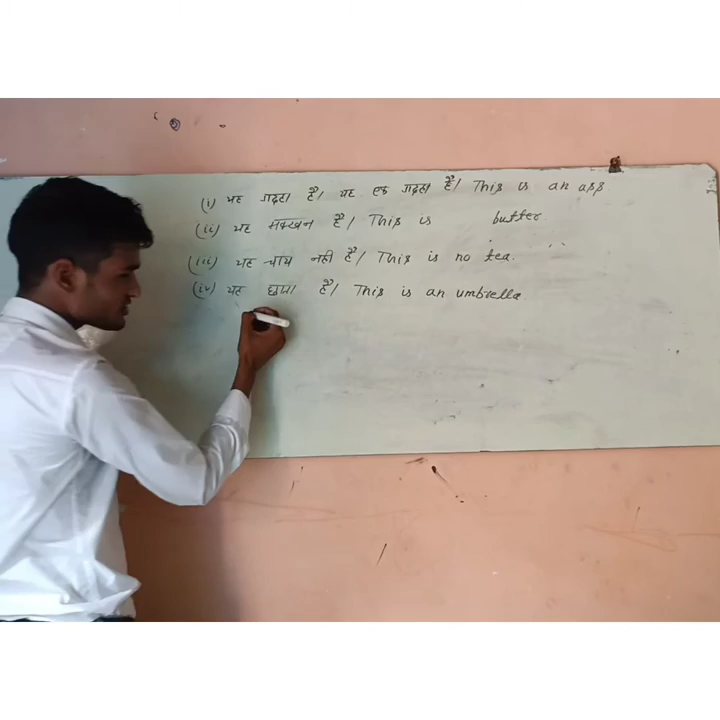 (i) यह गदहा है। यह एक गदहा है। This is an ass
(ii) यह मक्खन है। This is butter
(iii) यह चाय नहीं है। This is no tea.
(iv) यह छाता है। This is an umbrella.